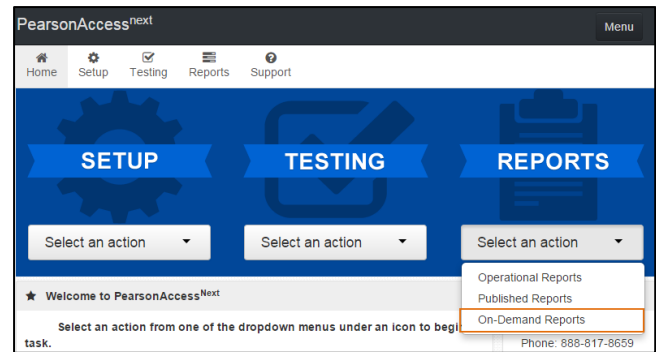 PearsonAccessnext
Menu
Home Setup Testing Reports Support
SETUP TESTING REPORTS
Select an action Select an action Select an action
Operational Reports
Published Reports
On-Demand Reports
★ Welcome to PearsonAccessNext
Select an action from one of the dropdown menus under an icon to begi
task.
Phone: 888-817-8659